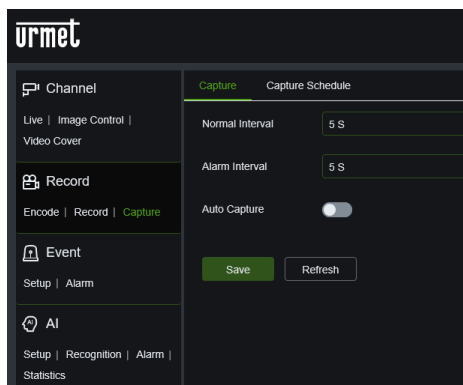 urmet
Channel
Live | Image Control |
Video Cover
Record
Encode | Record | Capture
Event
Setup | Alarm
AI
AI
Setup | Recognition | Alarm |
Statistics
Capture Capture Schedule
Normal Interval 5 S
Alarm Interval 5 S
Auto Capture
Save Refresh